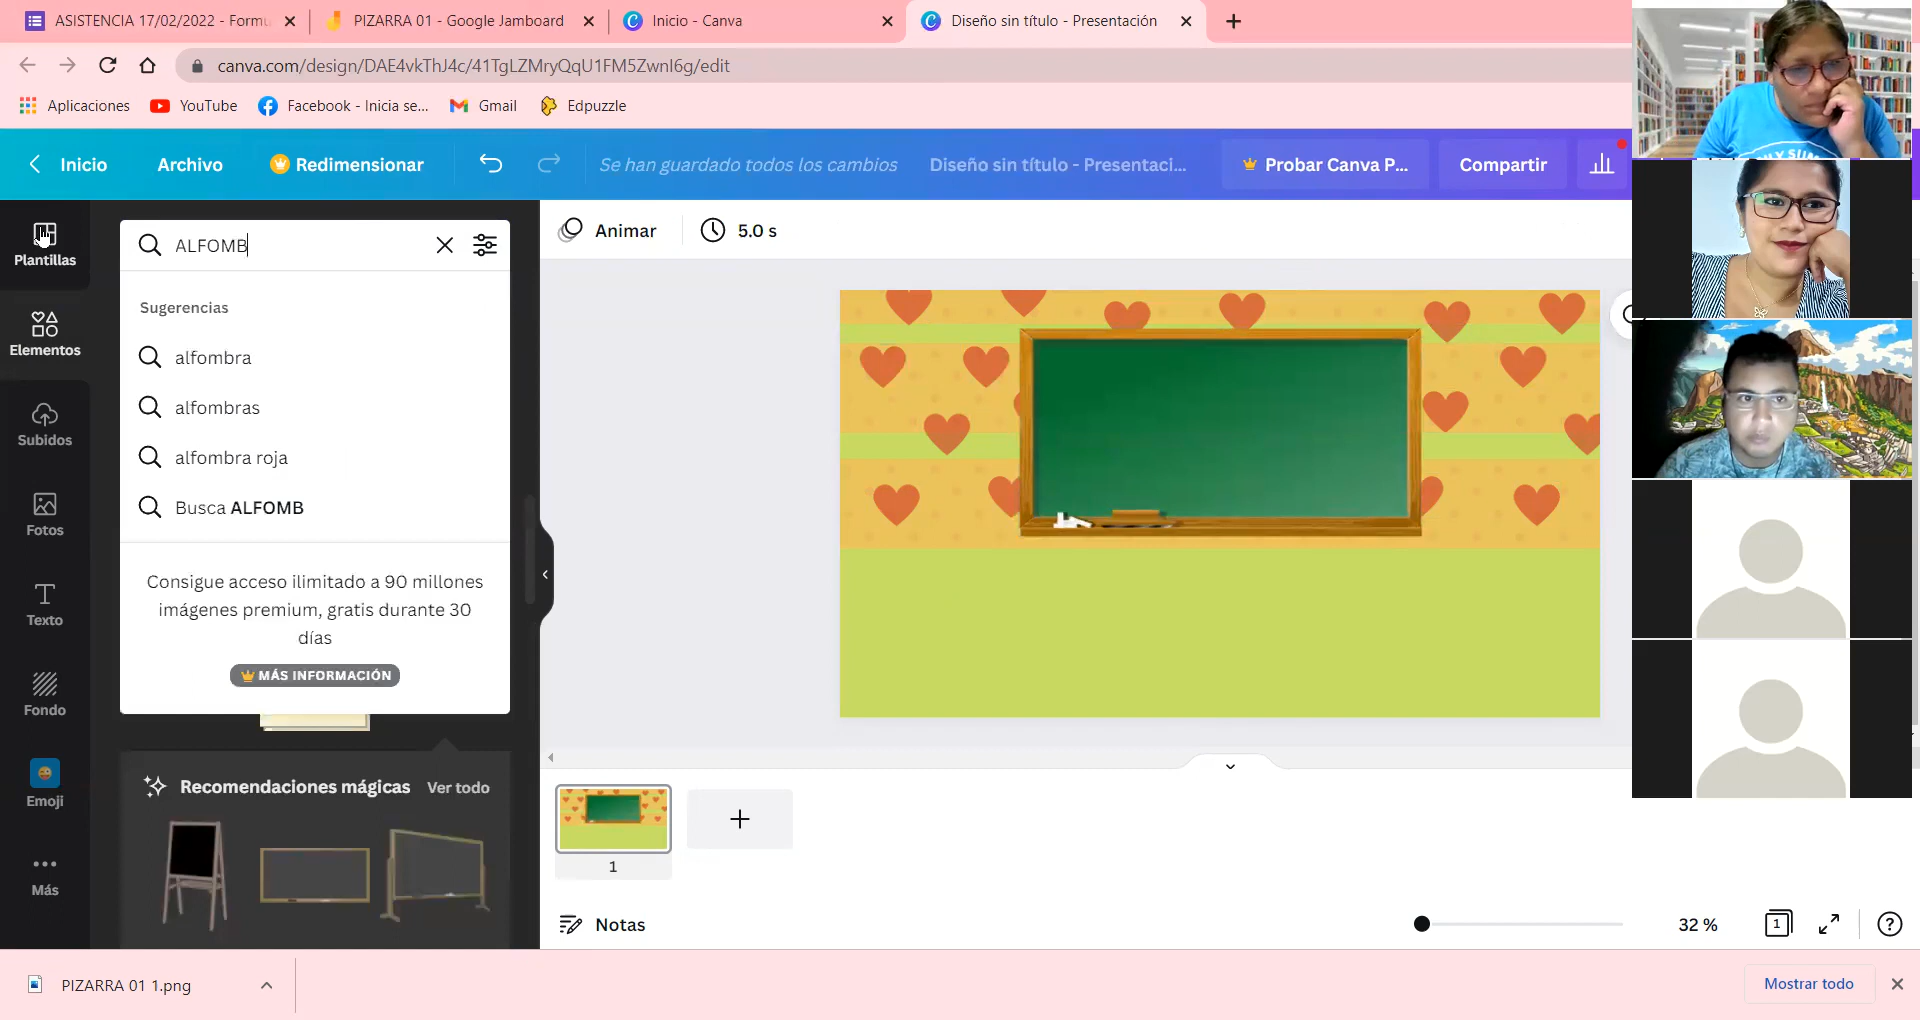 ASISTENCIA 17/02/2022 - Formu
PIZARRA 01 - Google Jamboard
Inicio - Canva
Diseño sin título - Presentación
canva.com/design/DAE4vkThJ4c/41TgLZMryQqU1FM5ZwnI6g/edit
Aplicaciones
YouTube
Facebook - Inicia se...
Gmail
Edpuzzle
Inicio
Archivo
Redimensionar
Se han guardado todos los cambios
Diseño sin título - Presentaci...
Probar Canva P...
Compartir
Plantillas
Elementos
Subidos
Fotos
Texto
Fondo
Emoji
Más
ALFOMB
Sugerencias
alfombra
alfombras
alfombra roja
Busca ALFOMB
Consigue acceso ilimitado a 90 millones
imágenes premium, gratis durante 30
días
MÁS INFORMACIÓN
Recomendaciones mágicas
Ver todo
Animar
5.0 s
1
Notas
32 %
1
?
PIZARRA 01 1.png
Mostrar todo